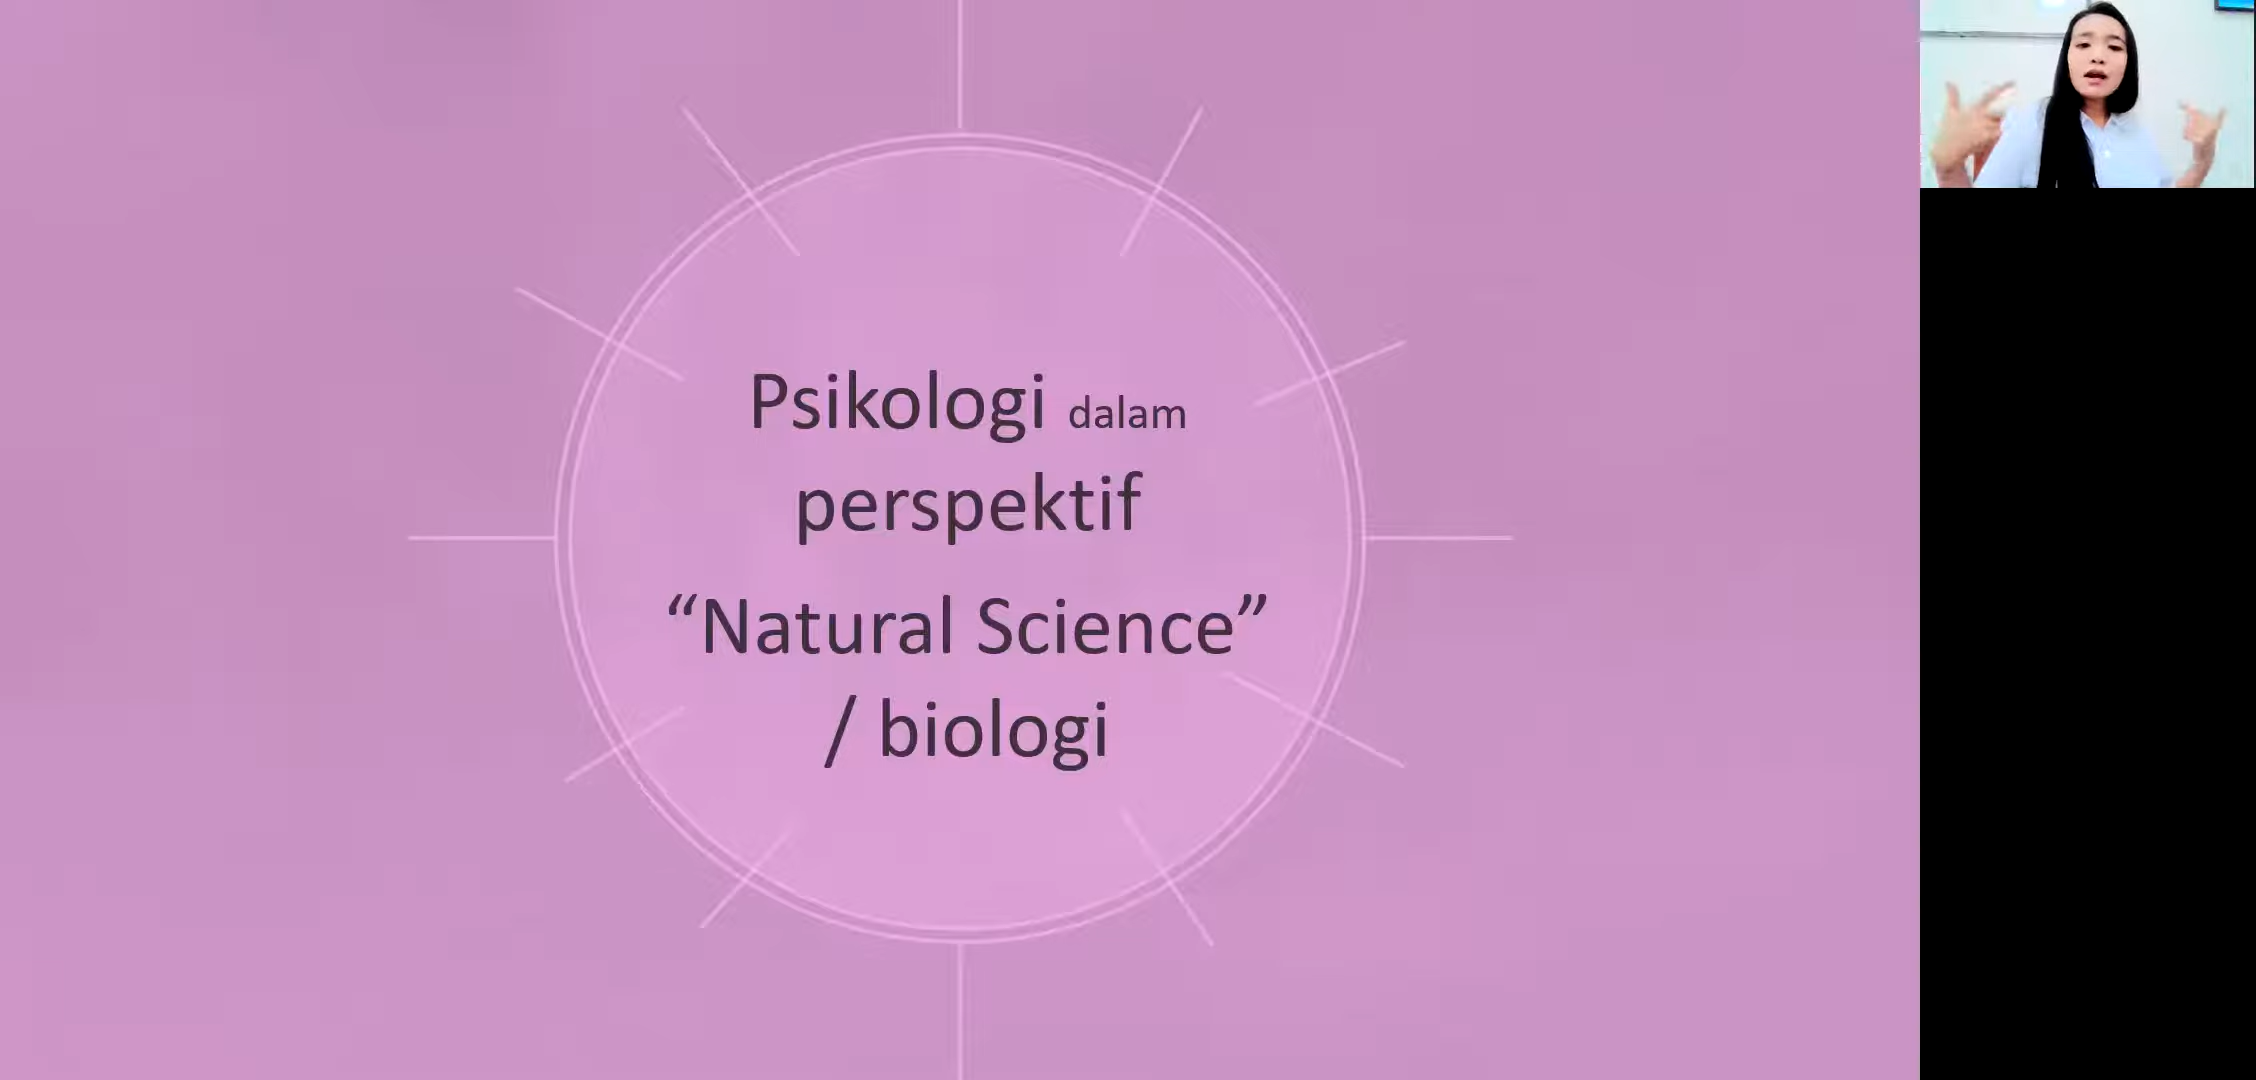 Psikologi dalam
perspektif
“Natural Science”
/ biologi